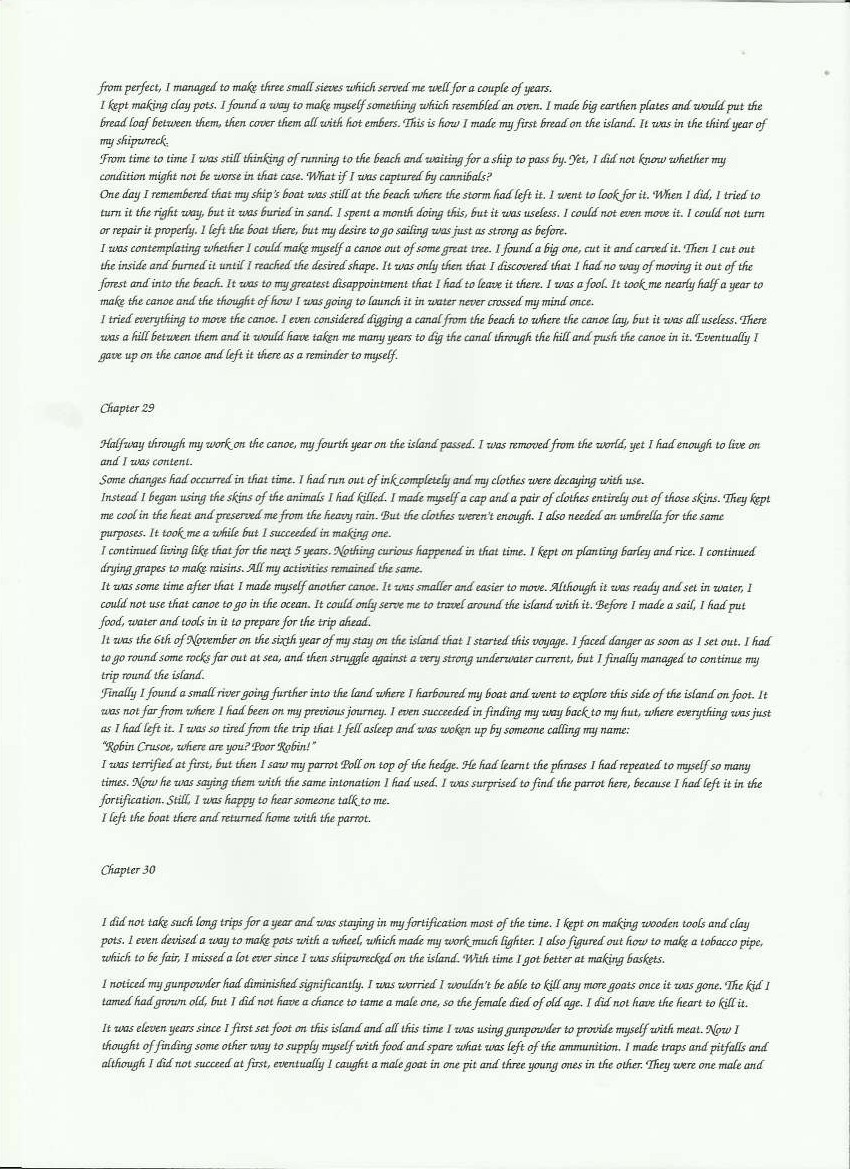 from perfect, I managed to make three small sieves which served me well for a couple of years.
I kept making clay pots. I found a way to make myself something which resembled an oven. I made big earthen plates and would put the
bread loaf between them, then cover them all with hot embers. This is how I made my first bread on the island. It was in the third year of
my shipwreck.
From time to time I was still thinking of running to the beach and waiting for a ship to pass by. Yet, I did not know whether my
condition might not be worse in that case. What if I was captured by cannibals?
One day I remembered that my ship's boat was still at the beach where the storm had left it. I went to look for it. When I did, I tried to
turn it the right way, but it was buried in sand. I spent a month doing this, but it was useless. I could not even move it. I could not turn
or repair it properly. I left the boat there, but my desire to go sailing was just as strong as before.
I was contemplating whether I could make myself a canoe out of some great tree. I found a big one, cut it and carved it. Then I cut out
the inside and burned it until I reached the desired shape. It was only then that I discovered that I had no way of moving it out of the
forest and into the beach. It was to my greatest disappointment that I had to leave it there. I was a fool. It took me nearly half a year to
make the canoe and the thought of how I was going to launch it in water never crossed my mind once.
I tried everything to move the canoe. I even considered digging a canal from the beach to where the canoe lay, but it was all useless. There
was a hill between them and it would have taken me many years to dig the canal through the hill and push the canoe in it. Eventually I
gave up on the canoe and left it there as a reminder to myself.
Chapter 29
Halfway through my work on the canoe, my fourth year on the island passed. I was removed from the world, yet I had enough to live on
and I was content.
Some changes had occurred in that time. I had run out of ink completely and my clothes were decaying with use.
Instead I began using the skins of the animals I had killed. I made myself a cap and a pair of clothes entirely out of those skins. They kept
me cool in the heat and preserved me from the heavy rain. But the clothes weren't enough. I also needed an umbrella for the same
purposes. It took me a while but I succeeded in making one.
I continued living like that for the next 5 years. Nothing curious happened in that time. I kept on planting barley and rice. I continued
drying grapes to make raisins. All my activities remained the same.
It was some time after that I made myself another canoe. It was smaller and easier to move. Although it was ready and set in water, I
could not use that canoe to go in the ocean. It could only serve me to travel around the island with it. Before I made a sail, I had put
food, water and tools in it to prepare for the trip ahead.
It was the 6th of November on the sixth year of my stay on the island that I started this voyage. I faced danger as soon as I set out. I had
to go round some rocks far out at sea, and then struggle against a very strong underwater current, but I finally managed to continue my
trip round the island.
Finally I found a small river going further into the land where I harboured my boat and went to explore this side of the island on foot. It
was not far from where I had been on my previous journey. I even succeeded in finding my way back to my hut, where everything was just
as I had left it. I was so tired from the trip that I fell asleep and was woken up by someone calling my name:
"Robin Crusoe, where are you? Poor Robin!"
I was terrified at first, but then I saw my parrot Poll on top of the hedge. He had learnt the phrases I had repeated to myself so many
times. Now he was saying them with the same intonation I had used. I was surprised to find the parrot here, because I had left it in the
fortification. Still, I was happy to hear someone talk to me.
I left the boat there and returned home with the parrot.
Chapter 30
I did not take such long trips for a year and was staying in my fortification most of the time. I kept on making wooden tools and clay
pots. I even devised a way to make pots with a wheel, which made my work much lighter. I also figured out how to make a tobacco pipe,
which to be fair, I missed a lot ever since I was shipwrecked on the island. With time I got better at making baskets.
I noticed my gunpowder had diminished significantly. I was worried I wouldn't be able to kill any more goats once it was gone. The kid I
tamed had grown old, but I did not have a chance to tame a male one, so the female died of old age. I did not have the heart to kill it.
It was eleven years since I first set foot on this island and all this time I was using gunpowder to provide myself with meat. Now I
thought of finding some other way to supply myself with food and spare what was left of the ammunition. I made traps and pitfalls and
although I did not succeed at first, eventually I caught a male goat in one pit and three young ones in the other. They were one male and